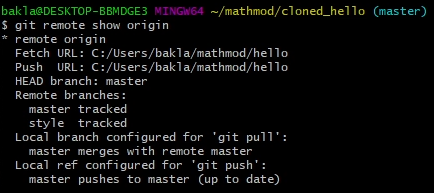 bakla@DESKTOP-BBMDGE3 MINGW64 ~/mathmod/cloned_hello (master)
$ git remote show origin
* remote origin
  Fetch URL: C:/Users/bakla/mathmod/hello
  Push  URL: C:/Users/bakla/mathmod/hello
  HEAD branch: master
  Remote branches:
    master tracked
    style  tracked
  Local branch configured for 'git pull':
    master merges with remote master
  Local ref configured for 'git push':
    master pushes to master (up to date)